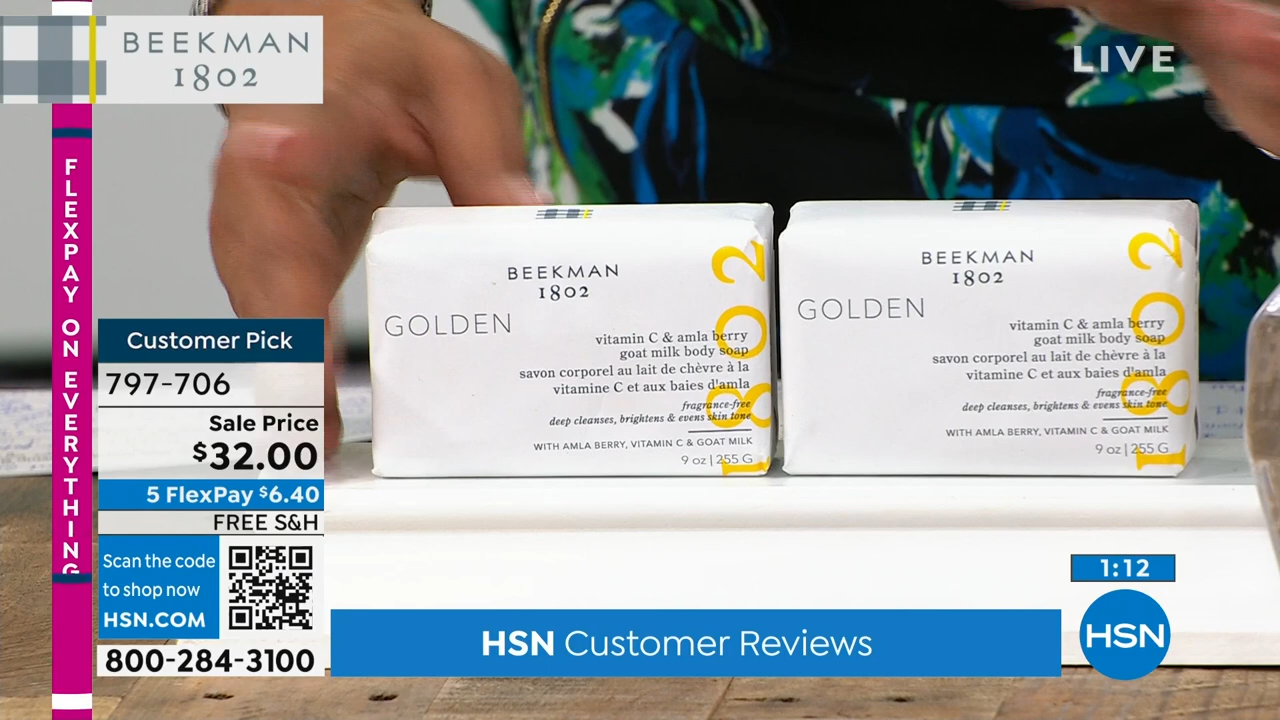 BEEKMAN
1802
LIVE
FLEXPAY ON EVERYTHING
Customer Pick
797-706
Sale Price
$32.00
5 FlexPay $6.40
FREE S&H
Scan the code
to shop now
HSN.COM
800-284-3100
BEEKMAN
1802
GOLDEN
vitamin C & amla berry
goat milk body soap
savon corporel au lait de chèvre à la
vitamine C et aux baies d'amla
fragrance-free
deep cleanses, brightens & evens skin tone
WITH AMLA BERRY, VITAMIN C & GOAT MILK
9 oz | 255 G
1802
BEEKMAN
1802
GOLDEN
vitamin C & amla berry
goat milk body soap
savon corporel au lait de chèvre à la
vitamine C et aux baies d'amla
fragrance-free
deep cleanses, brightens & evens skin tone
WITH AMLA BERRY, VITAMIN C & GOAT MILK
9 oz | 255 G
1802
1:12
HSN Customer Reviews
HSN